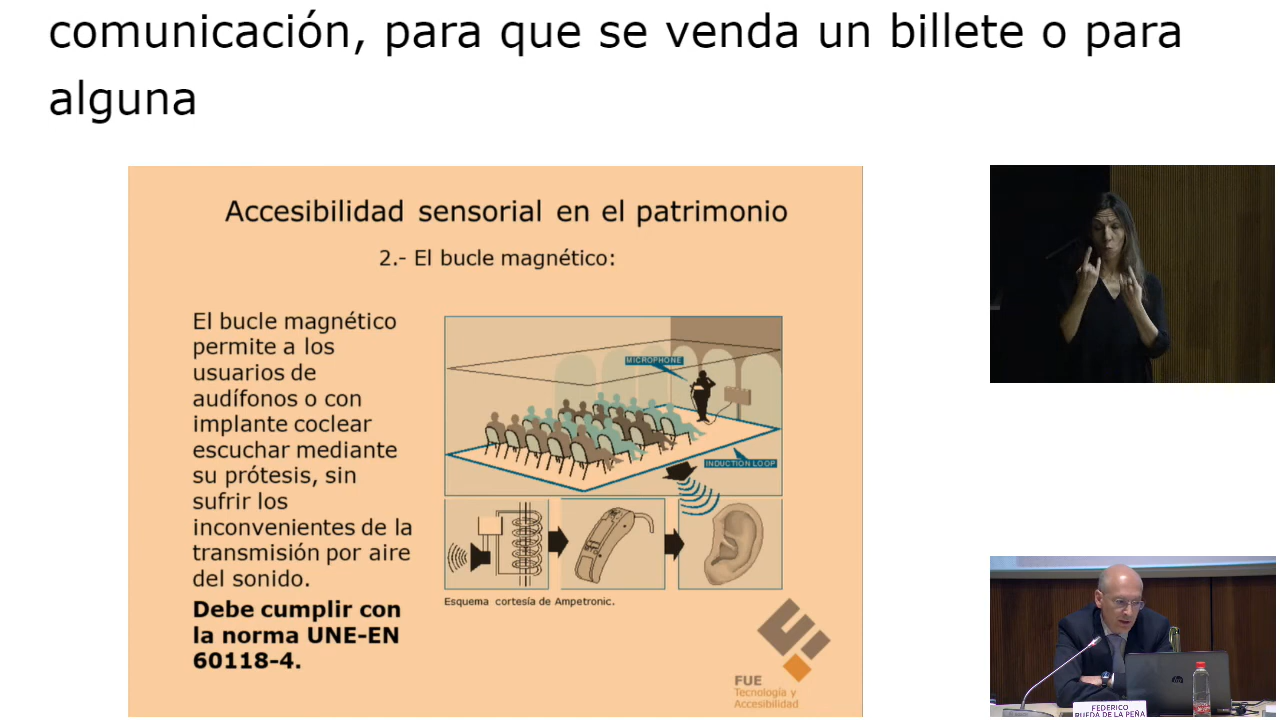 comunicación, para que se venda un billete o para
alguna
Accesibilidad sensorial en el patrimonio
2.- El bucle magnético:
El bucle magnético
permite a los
usuarios de
audífonos o con
implante coclear
escuchar mediante
su prótesis, sin
sufrir los
inconvenientes de la
transmisión por aire
del sonido.
Debe cumplir con
la norma UNE-EN
60118-4.
MICROPHONE
INDUCTION LOOP
Esquema cortesía de Ampetronic.
FUE
Tecnología y
Accesibilidad
FEDERICO
RUEDA DE LA PEÑA